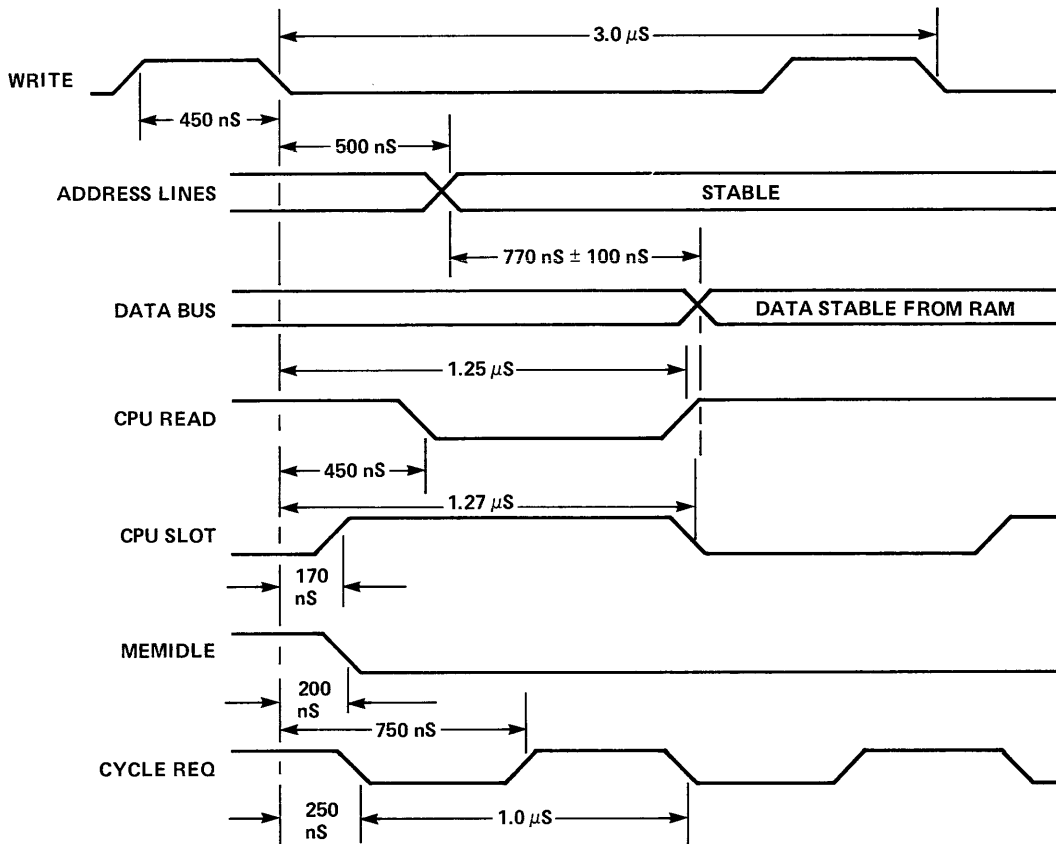 3.0 μS
WRITE
450 nS
500 nS
ADDRESS LINES
STABLE
770 nS ± 100 nS
DATA BUS
DATA STABLE FROM RAM
1.25 μS
CPU READ
450 nS
1.27 μS
CPU SLOT
170
nS
MEMIDLE
200
nS
750 nS
CYCLE REQ
250
nS
1.0 μS